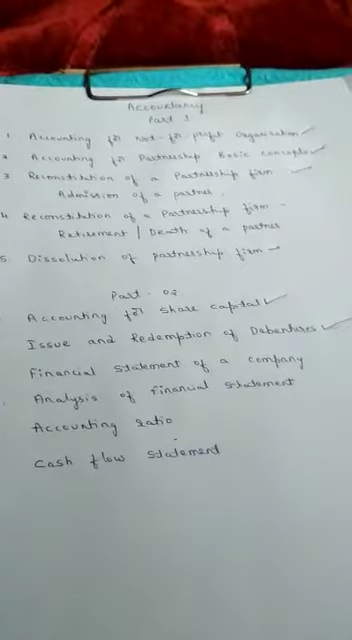 Accountancy
Part 1
1 Accounting for Not-for profit Organisation
2 Accounting for Partnership Basic concepts
3 Reconstitution of a Partnership firm
Admission of a partner.
4 Reconstitution of a Partnership firm -
Retirement / Death of a partner
5. Dissolution of partnership firm -
Part - 02
Accounting for share capital
Issue and Redemption of Debentures
Financial statement of a company
Analysis of financial statement
Accounting ratio
Cash flow statement